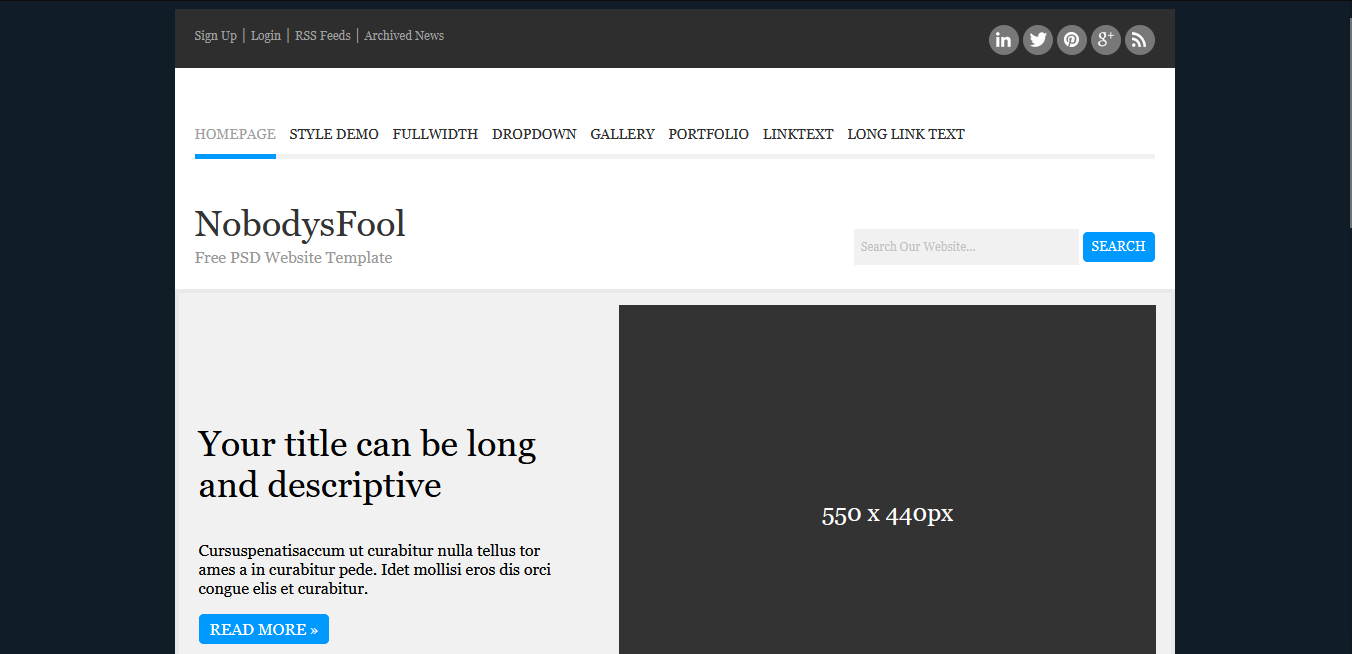 Sign Up | Login | RSS Feeds | Archived News
in 8+
HOMEPAGE STYLE DEMO FULLWIDTH DROPDOWN GALLERY PORTFOLIO LINKTEXT LONG LINK TEXT
NobodysFool
Free PSD Website Template
Search Our Website... SEARCH
Your title can be long
and descriptive
550 x 440px
Cursuspenatisaccum ut curabitur nulla tellus tor
ames a in curabitur pede. Idet mollisi eros dis orci
congue elis et curabitur.
READ MORE »